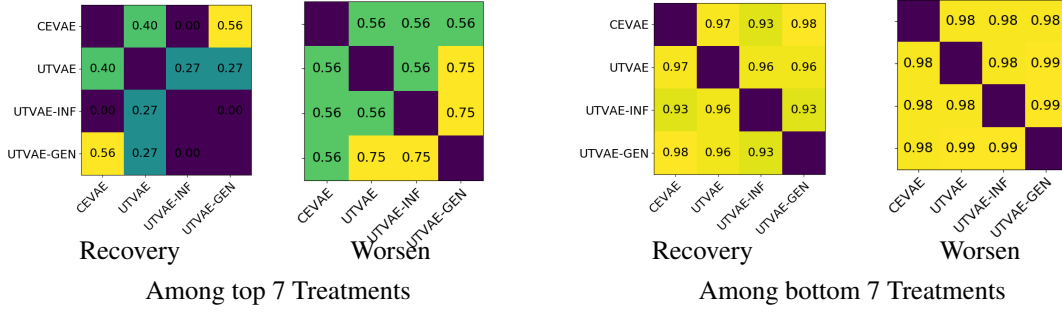 CEVAE 0.40 0.00 0.56
UTVAE 0.40 0.27 0.27
UTVAE-INF 0.00 0.27 0.00
UTVAE-GEN 0.56 0.27 0.00
CEVAE UTVAE UTVAE-INF UTVAE-GEN
Recovery
0.56 0.56 0.56
0.56 0.56 0.75
0.56 0.56 0.75
0.56 0.75 0.75
CEVAE UTVAE UTVAE-INF UTVAE-GEN
Worsen
Among top 7 Treatments
CEVAE 0.97 0.93 0.98
UTVAE 0.97 0.96 0.96
UTVAE-INF 0.93 0.96 0.93
UTVAE-GEN 0.98 0.96 0.93
CEVAE UTVAE UTVAE-INF UTVAE-GEN
Recovery
0.98 0.98 0.98
0.98 0.98 0.99
0.98 0.98 0.99
0.98 0.99 0.99
CEVAE UTVAE UTVAE-INF UTVAE-GEN
Worsen
Among bottom 7 Treatments